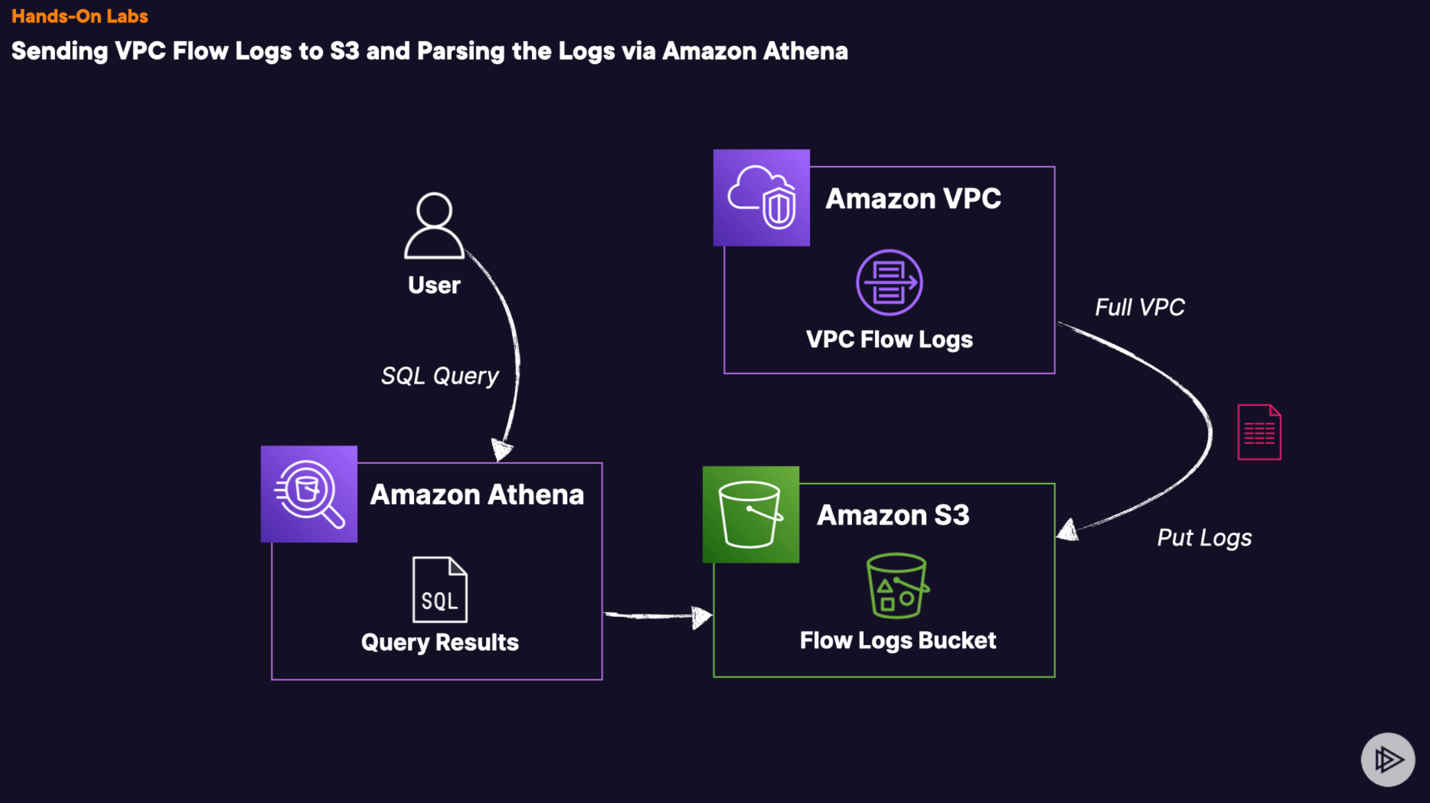 Hands-On Labs
Sending VPC Flow Logs to S3 and Parsing the Logs via Amazon Athena
User
SQL Query
Amazon VPC
VPC Flow Logs
Full VPC
Put Logs
Amazon Athena
SQL
Query Results
Amazon S3
Flow Logs Bucket